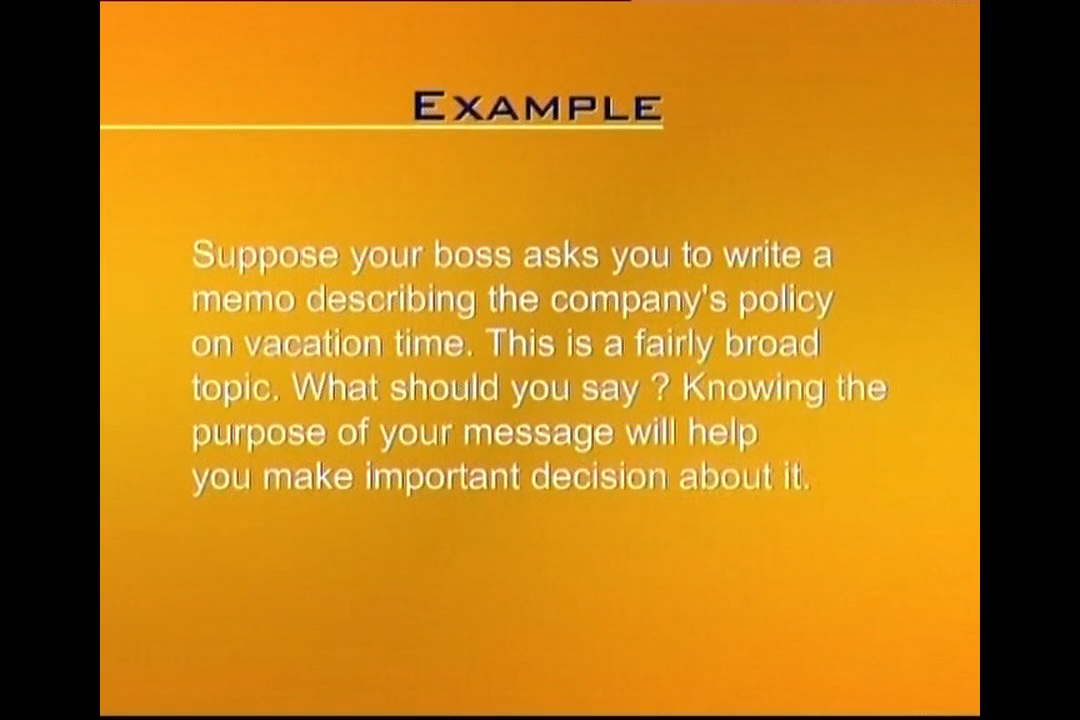 EXAMPLE
Suppose your boss asks you to write a
memo describing the company's policy
on vacation time. This is a fairly broad
topic. What should you say ? Knowing the
purpose of your message will help
you make important decision about it.